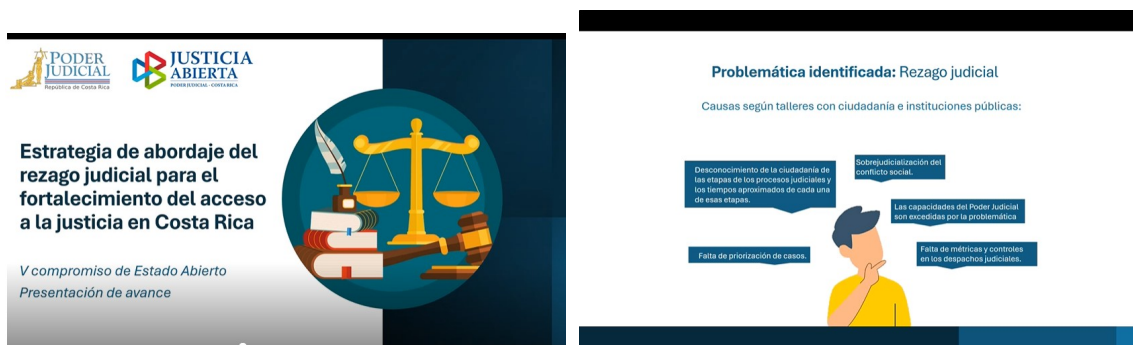 PODER
JUDICIAL
República de Costa Rica
JUSTICIA
ABIERTA
PODER JUDICIAL - COSTA RICA
Estrategia de abordaje del
rezago judicial para el
fortalecimiento del acceso
a la justicia en Costa Rica
V compromiso de Estado Abierto
Presentación de avance
Problemática identificada: Rezago judicial
Causas según talleres con ciudadanía e instituciones públicas:
Desconocimiento de la ciudadanía de
las etapas de los procesos judiciales y
los tiempos aproximados de cada una
de esas etapas.
Sobrejudicialización del
conflicto social.
Las capacidades del Poder Judicial
son excedidas por la problemática
Falta de priorización de casos.
Falta de métricas y controles
en los despachos judiciales.